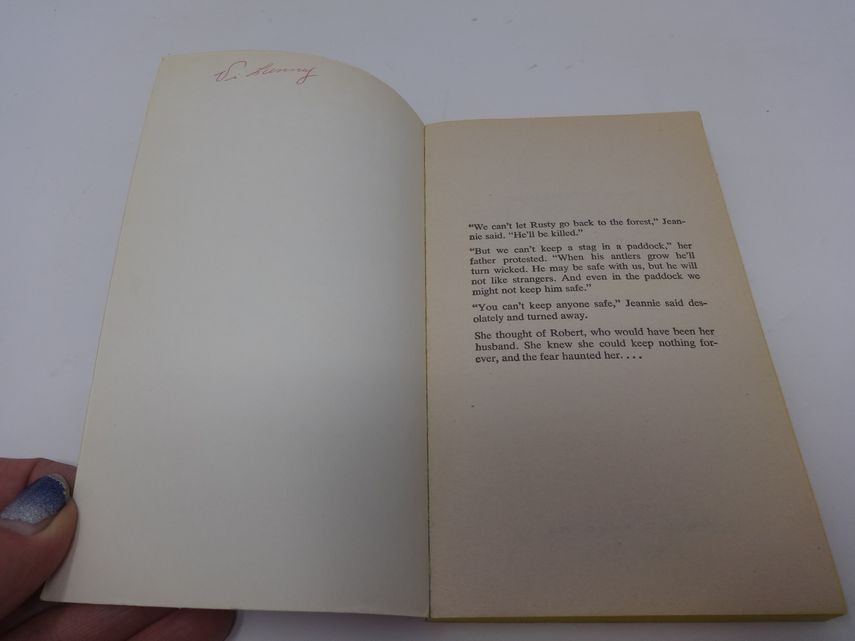 V. Sunny
“We can’t let Rusty go back to the forest,” Jean-
nie said. “He’ll be killed.”
“But we can’t keep a stag in a paddock,” her
father protested. “When his antlers grow he’ll
turn wicked. He may be safe with us, but he will
not like strangers. And even in the paddock we
might not keep him safe.”
“You can’t keep anyone safe,” Jeannie said des-
olately and turned away.
She thought of Robert, who would have been her
husband. She knew she could keep nothing for-
ever, and the fear haunted her. . . .